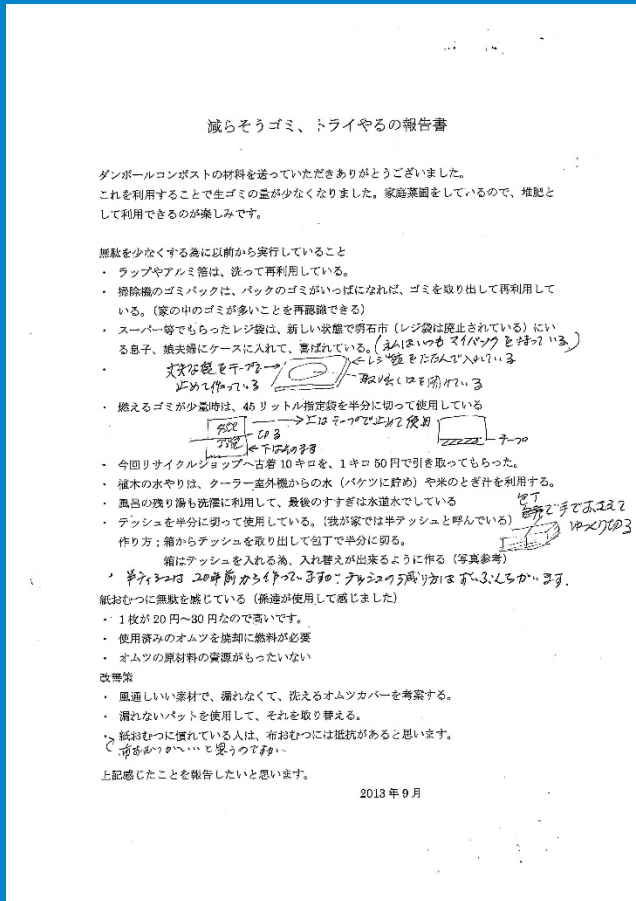 減らそうゴミ、トライやるの報告書
ダンボールコンポストの材料を送っていただきありがとうございました。
これを利用することで生ゴミの量が少なくなりました。家庭菜園をしているので、堆肥と
して利用できるのが楽しみです。
無駄を少なくする為に以前から実行していること
・ ラップやアルミ箔は、洗って再利用している。
・ 掃除機のゴミパックは、パックのゴミがいっぱになれば、ゴミを取り出して再利用して
いる。(家の中のゴミが多いことを再認識できる)
・ スーパー等でもらったレジ袋は、新しい状態で明石市(レジ袋は廃止されている)にい
る息子、娘夫婦にケースに入れて、喜ばれている。(私はいつもマイバックを持っている)
・ 丈夫な袋をテープで レジ袋をたたんで入れている
止めて作っている 取り出し口を開けている
・ 燃えるゴミが少量時は、45 リットル指定袋を半分に切って使用している
45ℓ 切る 上はテープで止めて使用
下はそのまま テープ
・ 今回リサイクルショップへ古着 10 キロを、1 キロ 50 円で引き取ってもらった。
・ 植木の水やりは、クーラー室外機からの水(バケツに貯め)や米のとぎ汁を利用する。
・ 風呂の残り湯も洗濯に利用して、最後のすすぎは水道水でしている
包丁
・ テッシュを半分に切って使用している。(我が家では半テッシュと呼んでいる) 手でおさえて
作り方;箱からテッシュを取り出して包丁で半分に切る。 ゆっくり切る
箱はテッシュを入れる為、入れ替えが出来るように作る(写真参考)
・ 半ティシュは 20年前から作っていますが テッシュの減り方は ずいぶんちがいます。
紙おむつに無駄を感じている(孫達が使用して感じました)
・ 1 枚が 20 円~30 円なので高いです。
・ 使用済みのオムツを焼却に燃料が必要
・ オムツの原材料の資源がもったいない
改善策
・ 風通しいい素材で、漏れなくて、洗えるオムツカバーを考案する。
・ 漏れないパットを使用して、それを取り替える。
・ 紙おむつに慣れている人は、布おむつには抵抗があると思います。
布おむつがいいと思うのですが…
上記感じたことを報告したいと思います。
2013 年 9 月